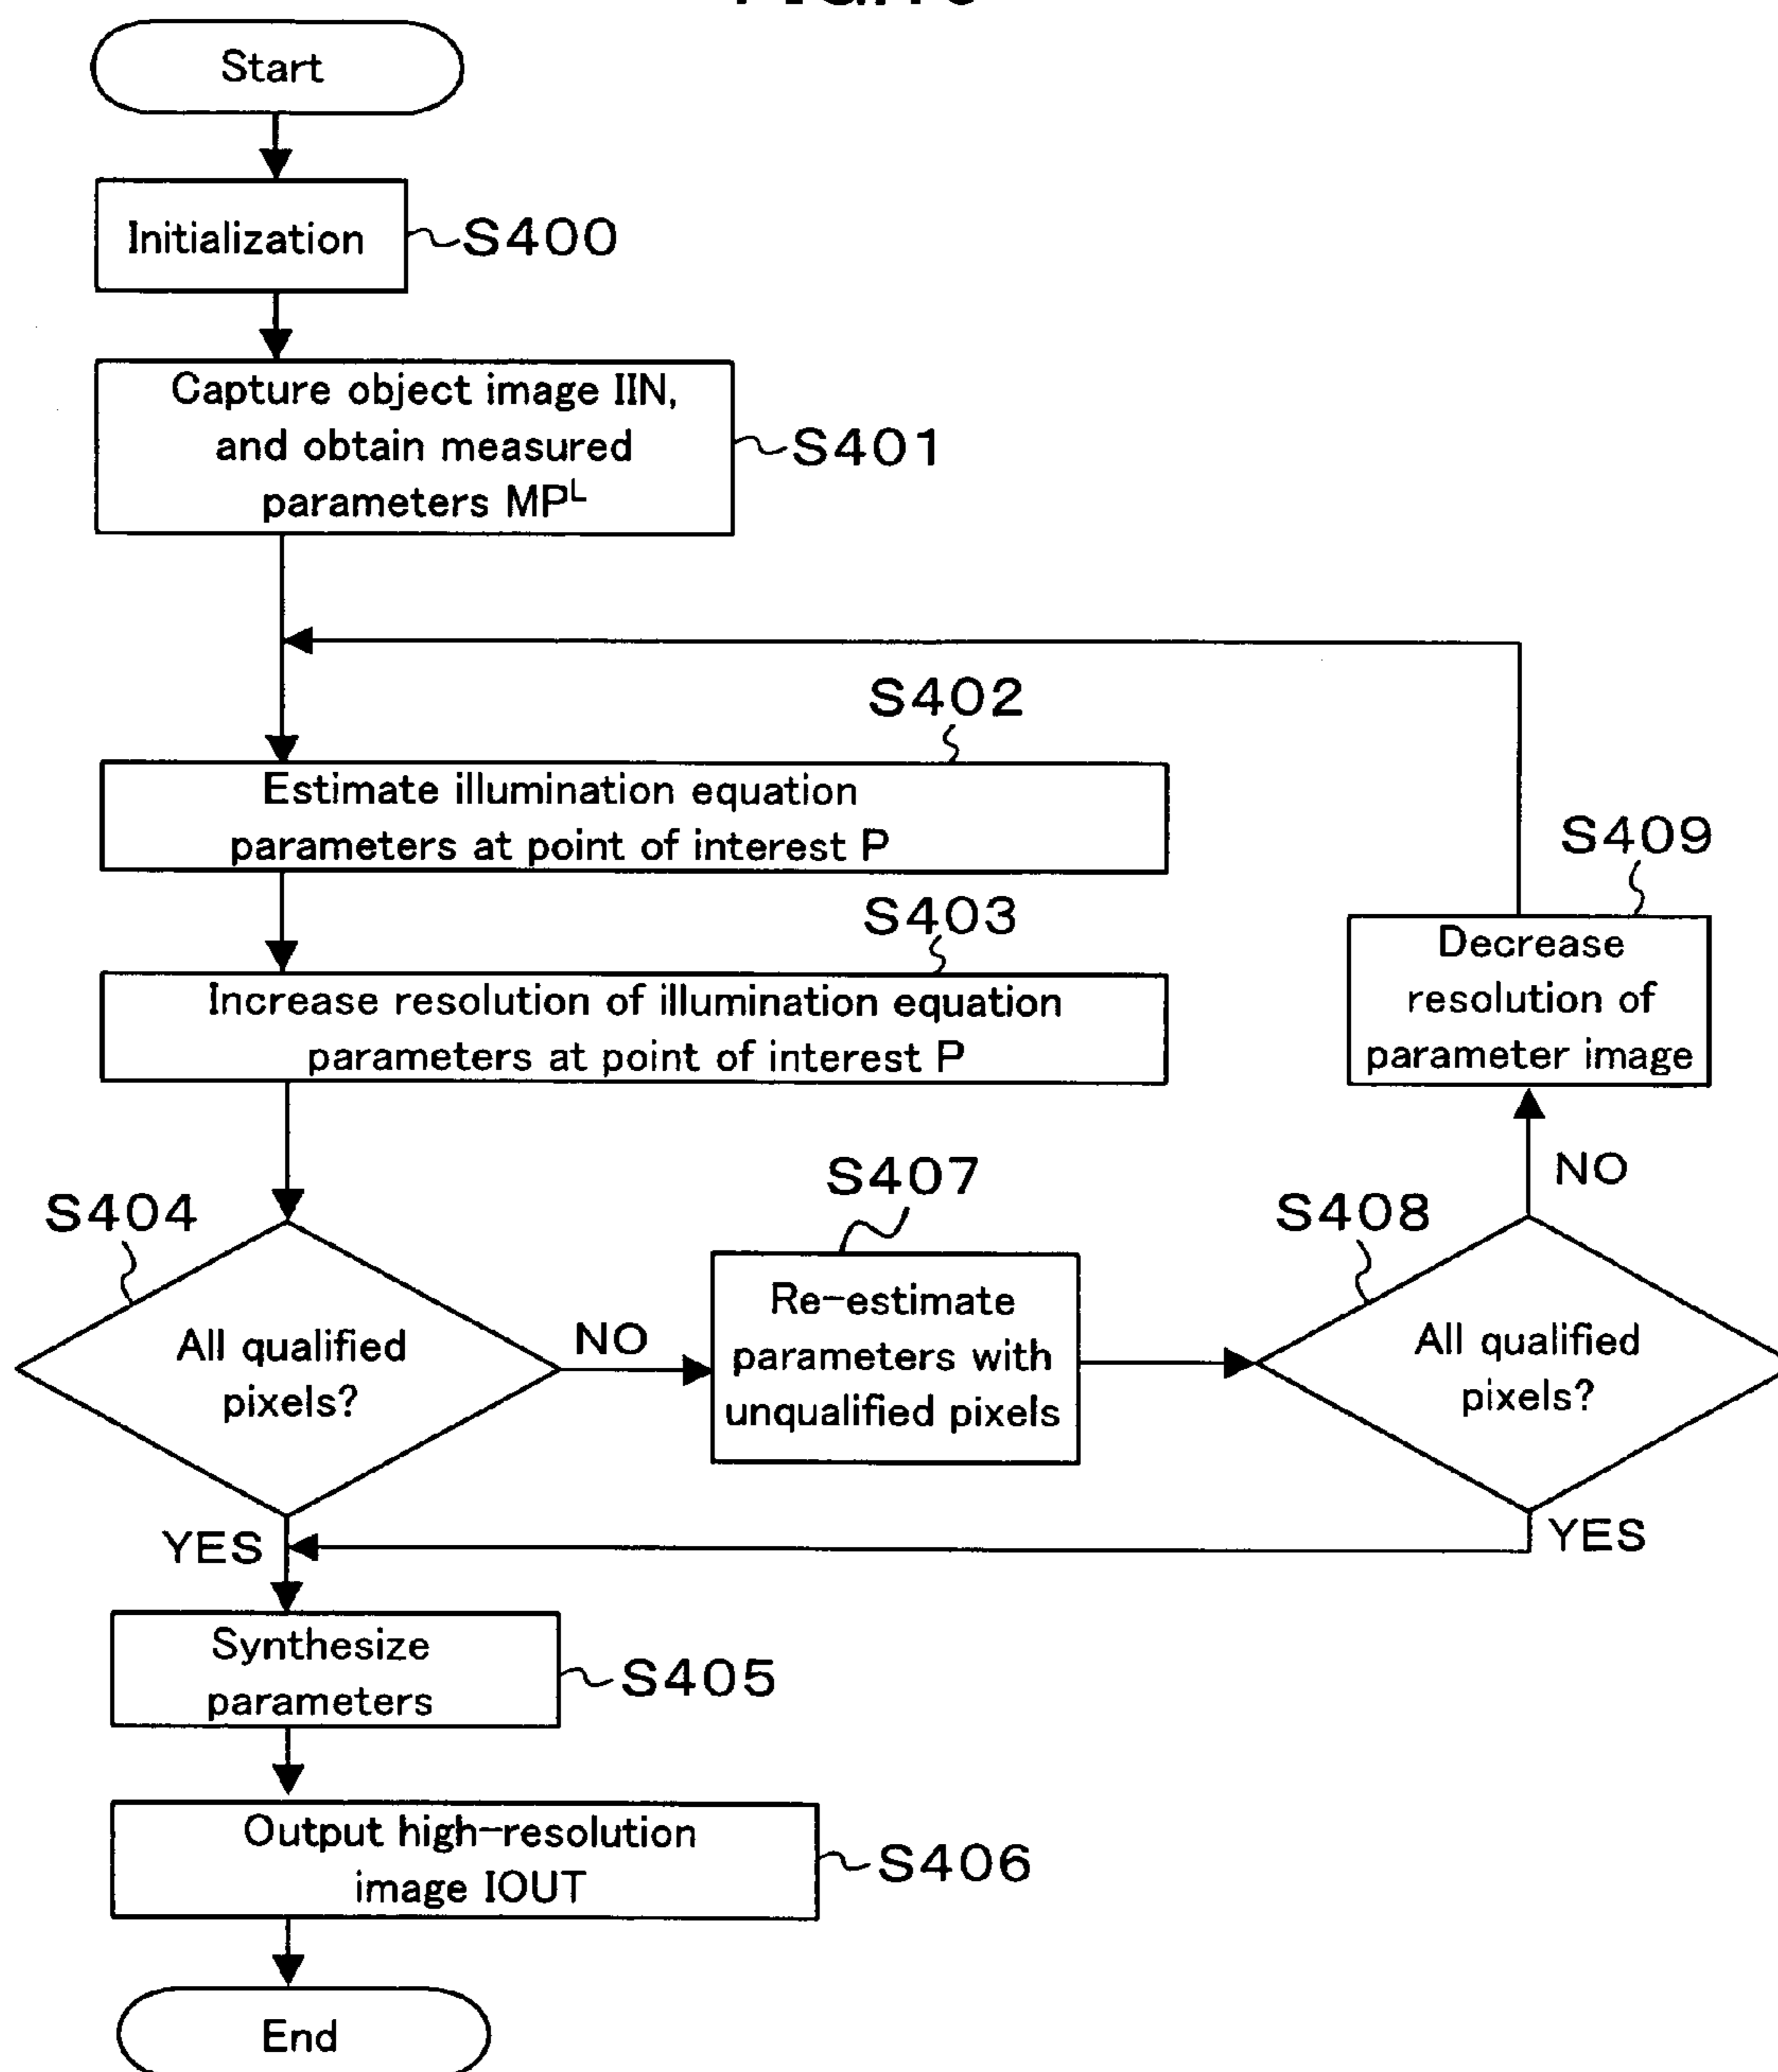 Start
Initialization
S400
Capture object image IIN,
and obtain measured
parameters MPᴸ
S401
S402
Estimate illumination equation
parameters at point of interest P
S403
Increase resolution of illumination equation
parameters at point of interest P
S409
Decrease
resolution of
parameter image
NO
S404
All qualified
pixels?
NO
S407
Re-estimate
parameters with
unqualified pixels
S408
All qualified
pixels?
YES
YES
Synthesize
parameters
S405
Output high-resolution
image IOUT
S406
End